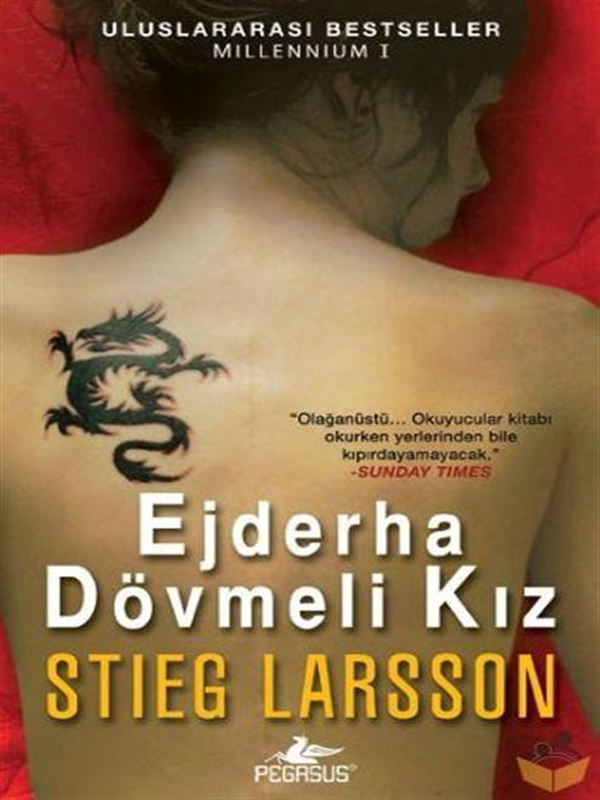 ULUSLARARASI BESTSELLER
MILLENNIUM I
“Olağanüstü... Okuyucular kitabı
okurken yerlerinden bile
kıpırdayamayacak.”
-SUNDAY TIMES
Ejderha
Dövmeli Kız
STIEG LARSSON
PEGASUS